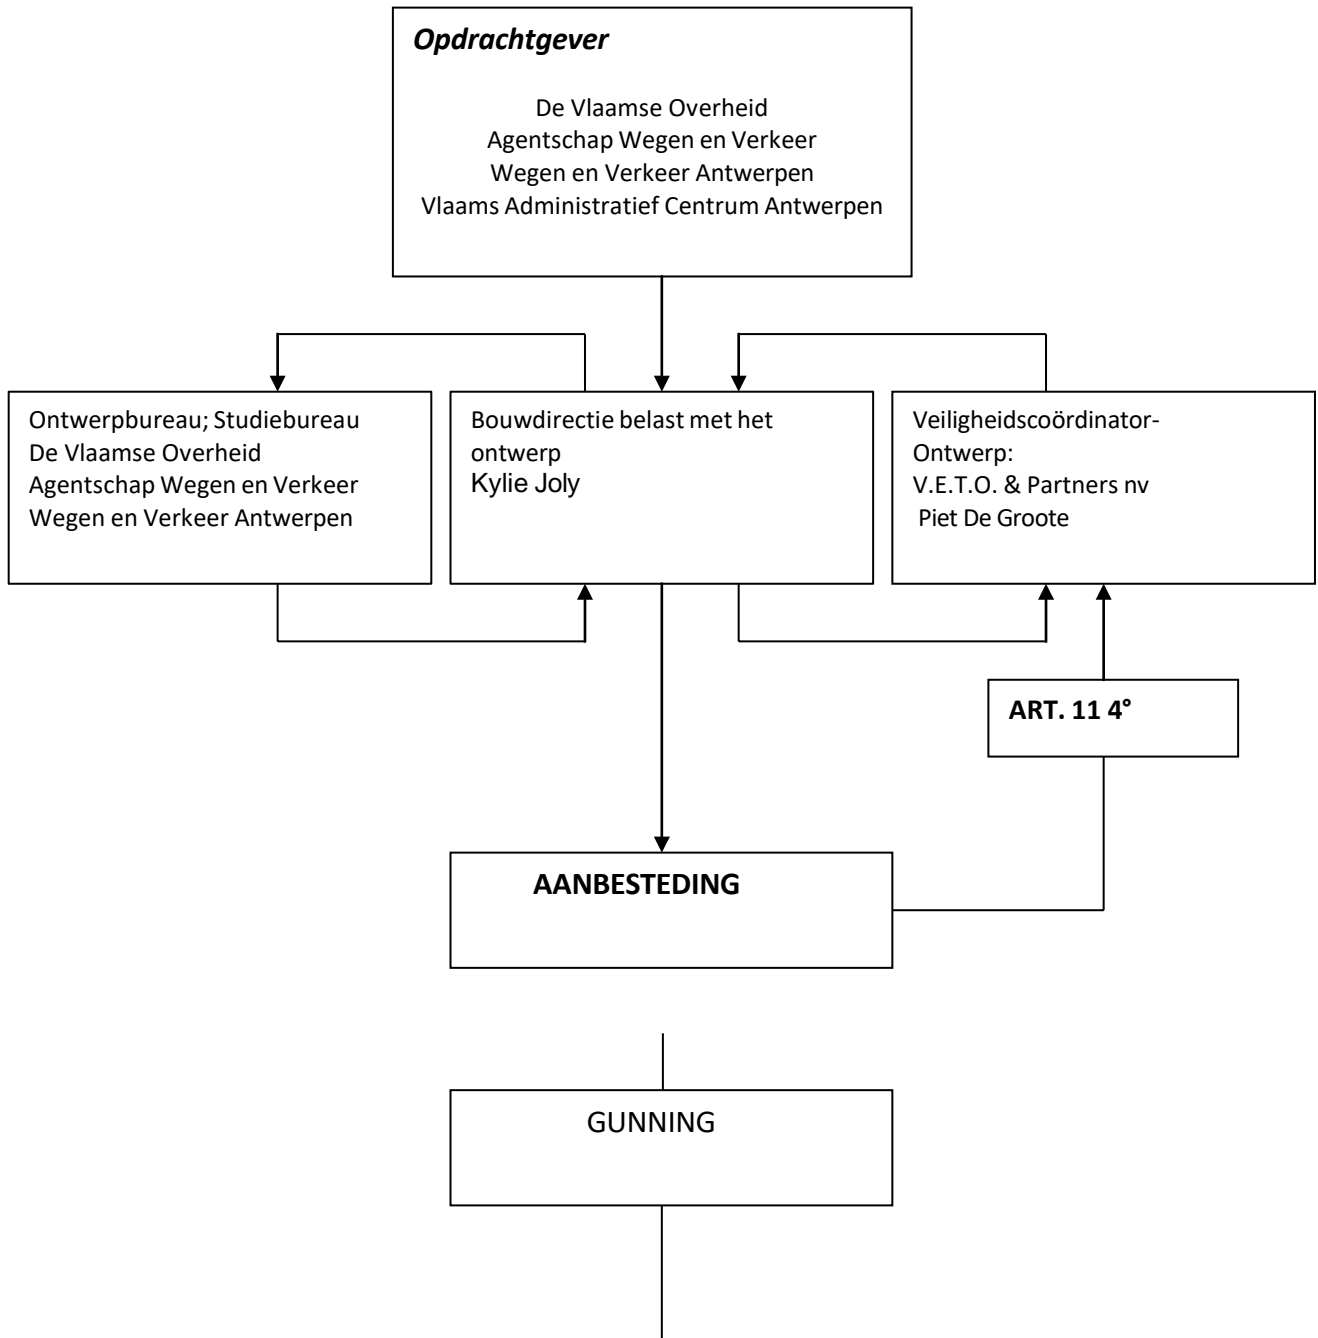 Opdrachtgever
De Vlaamse Overheid
Agentschap Wegen en Verkeer
Wegen en Verkeer Antwerpen
Vlaams Administratief Centrum Antwerpen
Ontwerpbureau; Studiebureau
De Vlaamse Overheid
Agentschap Wegen en Verkeer
Wegen en Verkeer Antwerpen
Bouwdirectie belast met het
ontwerp
Kylie Joly
Veiligheidscoördinator-
Ontwerp:
V.E.T.O. & Partners nv
Piet De Groote
ART. 11 4°
AANBESTEDING
GUNNING